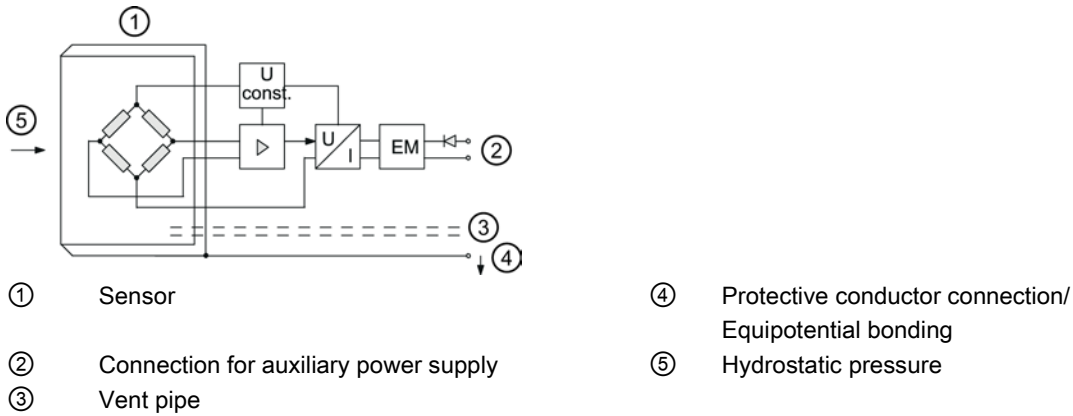 ①
⑤
U
const.
U
I
EM
②
③
④
① Sensor
② Connection for auxiliary power supply
③ Vent pipe
④ Protective conductor connection/
Equipotential bonding
⑤ Hydrostatic pressure